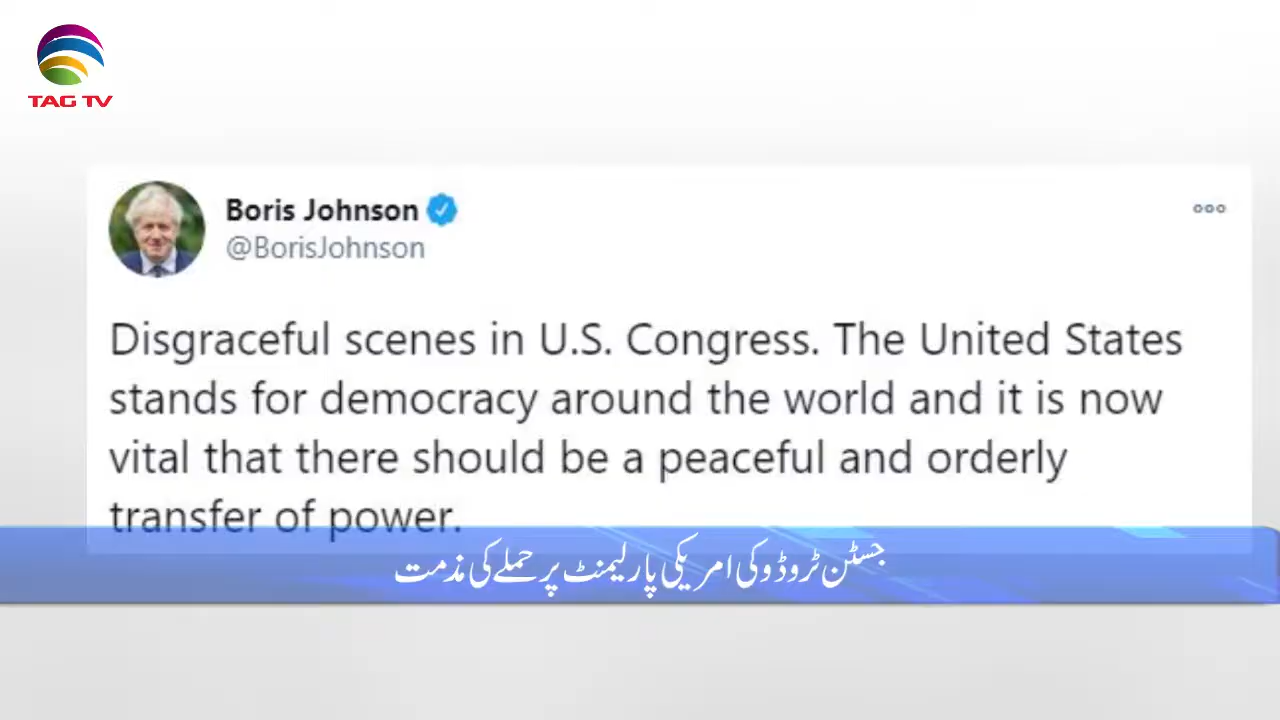 TAG TV
Boris Johnson
@BorisJohnson
Disgraceful scenes in U.S. Congress. The United States
stands for democracy around the world and it is now
vital that there should be a peaceful and orderly
transfer of power.
جسٹن ٹروڈو کی امریکی پارلیمنٹ پر حملے کی مذمت